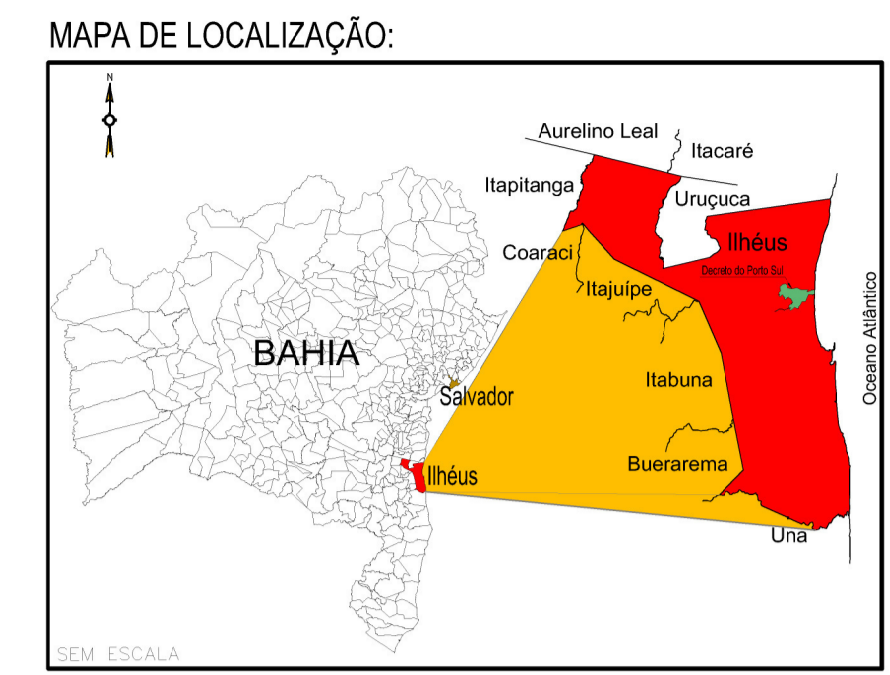 MAPA DE LOCALIZAÇÃO:
N
Aurelino Leal
Itacaré
Itapitanga
Uruçuca
Ilhéus
Coaraci
Decreto do Porto Sul
Itajuípe
Oceano Atlântico
BAHIA
Itabuna
Salvador
Buerarema
Ilhéus
Una
SEM ESCALA